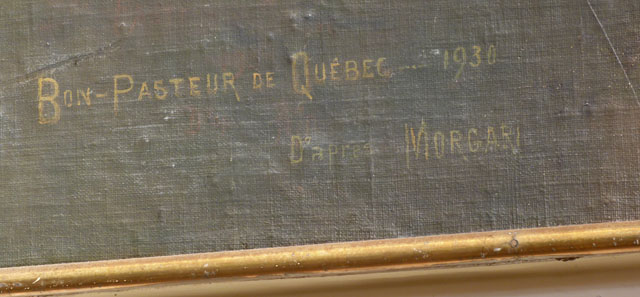 BON-PASTEUR DE QUÉBEC 1930
D'après MORGARI